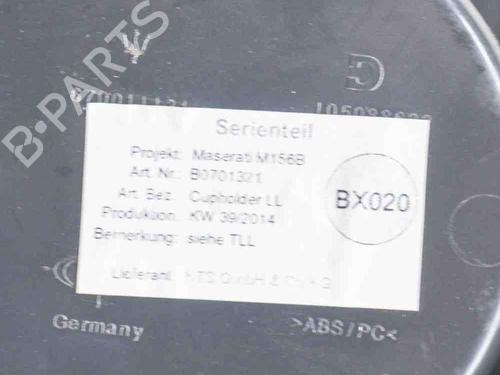 B-PARTS
Serienteil
Projekt: Maserati M156B
Art. Nr.: B0701321
Art. Bez.: Cupholder LL
Produktion: KW 39/2014
Bemerkung: siehe TLL
Lieferant:
BX020
Germany
>ABS/PC<